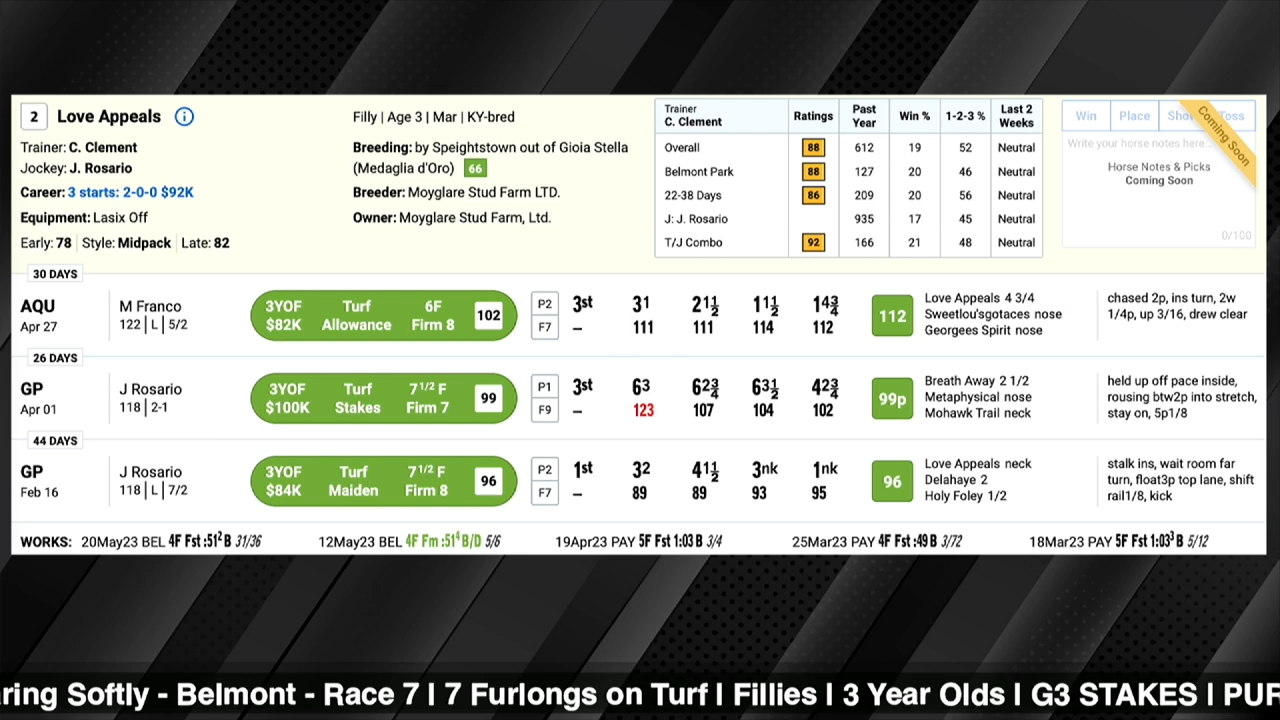 2 Love Appeals i
Trainer: C. Clement
Jockey: J. Rosario
Career: 3 starts: 2-0-0 $92K
Equipment: Lasix Off
Early: 78 | Style: Midpack | Late: 82
Filly | Age 3 | Mar | KY-bred
Breeding: by Speightstown out of Gioia Stella
(Medaglia d'Oro) 66
Breeder: Moyglare Stud Farm LTD.
Owner: Moyglare Stud Farm, Ltd.
Trainer C. Clement Ratings Past Year Win % 1-2-3 % Last 2 Weeks
Overall 88 612 19 52 Neutral
Belmont Park 88 127 20 46 Neutral
22-38 Days 86 209 20 56 Neutral
J: J. Rosario 935 17 45 Neutral
T/J Combo 92 166 21 48 Neutral
Win Place Sho oss
Coming Soon
Write your horse notes here..
Horse Notes & Picks
Coming Soon
0/100
30 DAYS
AQU M Franco 3YOF Turf 6F 102 P2 3st 3¹ 2¹½ 1¹½ 1⁴¾ 112 Love Appeals 4 3/4 chased 2p, ins turn, 2w
Apr 27 122 | L | 5/2 $82K Allowance Firm 8 F7 – 111 111 114 112 Sweetlou'sgotaces nose 1/4p, up 3/16, drew clear
Georgees Spirit nose
26 DAYS
GP J Rosario 3YOF Turf 7 1/2 F 99 P1 3st 6³ 6²¾ 6³½ 4²¾ 99p Breath Away 2 1/2 held up off pace inside,
Apr 01 118 | 2-1 $100K Stakes Firm 7 F9 – 123 107 104 102 Metaphysical nose rousing btw2p into stretch,
Mohawk Trail neck stay on, 5p1/8
44 DAYS
GP J Rosario 3YOF Turf 7 1/2 F 96 P2 1st 3² 4¹½ 3nk 1nk 96 Love Appeals neck stalk ins, wait room far
Feb 16 118 | L | 7/2 $84K Maiden Firm 8 F7 – 89 89 93 95 Delahaye 2 turn, float3p top lane, shift
Holy Foley 1/2 rail1/8, kick
WORKS: 20May23 BEL 4F Fst :51² B 31/36 12May23 BEL 4F Fm :51⁴ B/D 5/6 19Apr23 PAY 5F Fst 1:03 B 3/4 25Mar23 PAY 4F Fst :49 B 3/72 18Mar23 PAY 5F Fst 1:03³ B 5/12
ring Softly - Belmont - Race 7 | 7 Furlongs on Turf | Fillies | 3 Year Olds | G3 STAKES | PUR